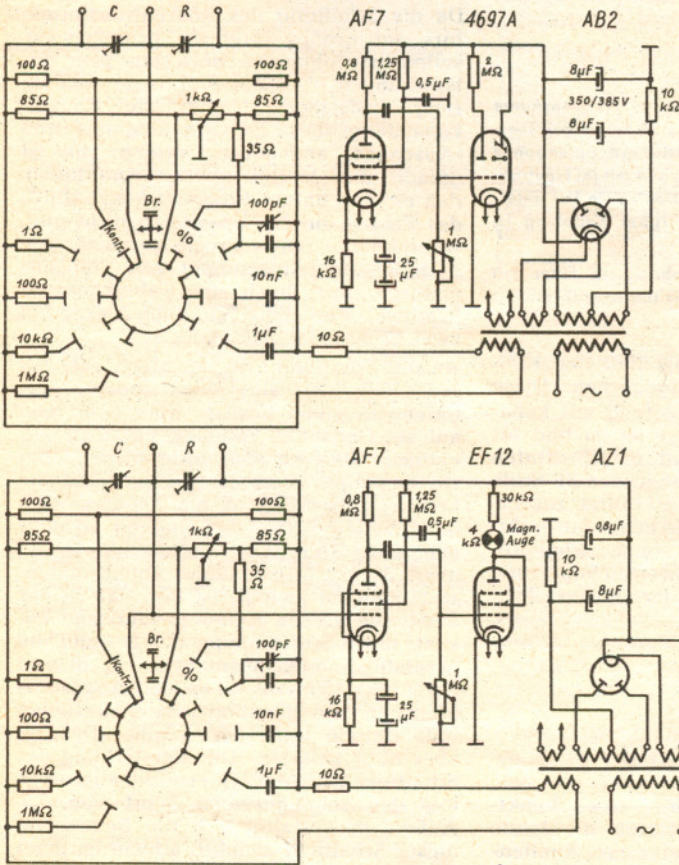 C R AF7 4697A AB2
100Ω 100Ω 0,8 MΩ 1,25 MΩ 2 MΩ 8µF
0,5µF 350/385V 10 kΩ
85Ω 1kΩ 85Ω 8µF
35Ω
Br. 100pF
Kontr. %
1Ω
16 kΩ 25 µF 1 MΩ
100Ω 10nF
10kΩ 1µF 10Ω
1MΩ ~
C R AF7 EF12 AZ1
100Ω 100Ω 0,8 MΩ 1,25 MΩ 30kΩ
0,5µF 4 kΩ Magn. Auge 0,8µF
85Ω 1kΩ 85Ω 10 kΩ
35 Ω 8µF
Br. 100pF
Kontr. %
1Ω
16 kΩ 25 µF 1 MΩ
100Ω 10nF
10kΩ 1µF 10Ω
1MΩ ~